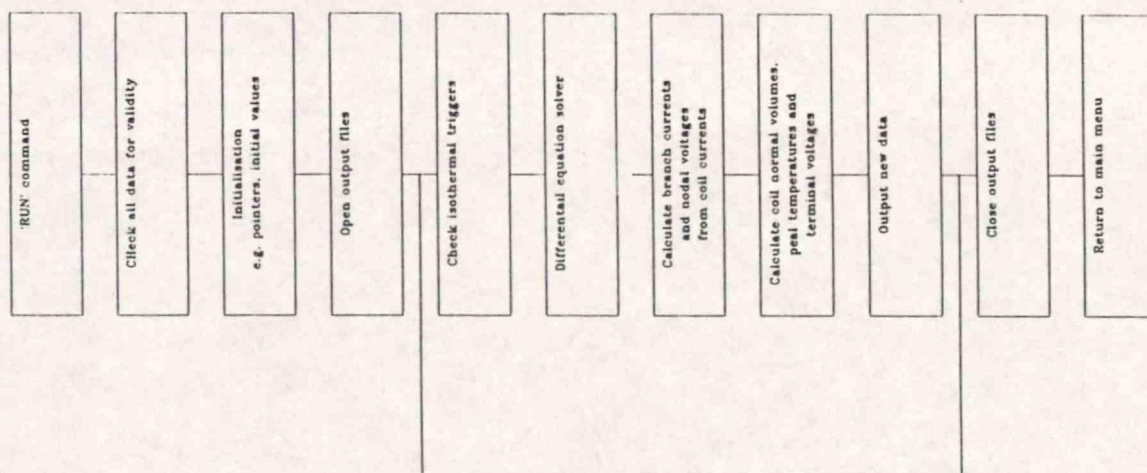 'RUN' command
CHeck all data for validity
Initialisation
e.g. pointers, initial values
Open output files
Check isothermal triggers
Differentail equation solver
Calculate branch currents
and nodal voltages
from coil currents
Calculate coil normal volumes.
peal temperatures and
terminal voltages
Output new data
Close output files
Return to main menu